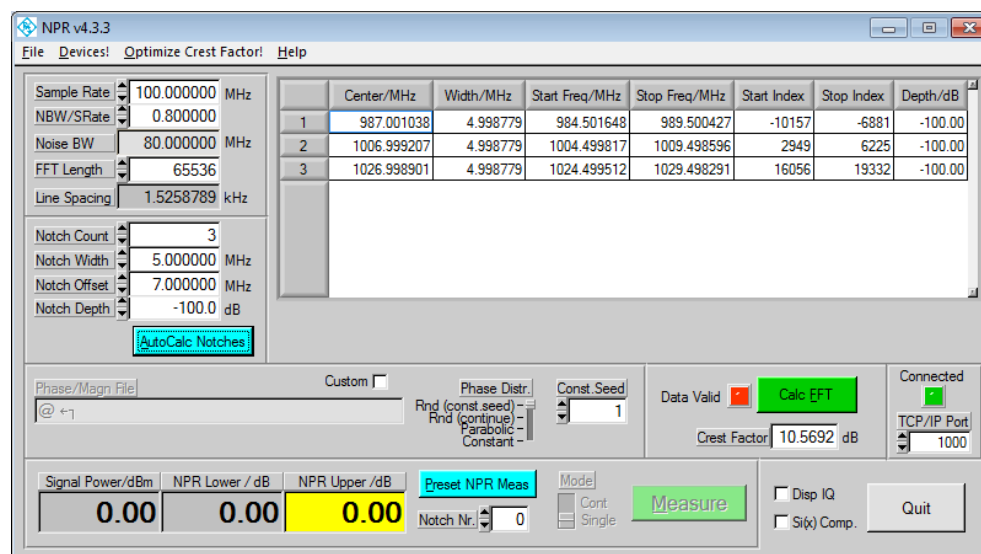 NPR v4.3.3
File Devices! Optimize Crest Factor! Help
Sample Rate 100.000000 MHz
NBW/SRate 0.800000
Noise BW 80.000000 MHz
FFT Length 65536
Line Spacing 1.5258789 kHz
Notch Count 3
Notch Width 5.000000 MHz
Notch Offset 7.000000 MHz
Notch Depth -100.0 dB
AutoCalc Notches
Center/MHz Width/MHz Start Freq/MHz Stop Freq/MHz Start Index Stop Index Depth/dB
1 987.001038 4.998779 984.501648 989.500427 -10157 -6881 -100.00
2 1006.999207 4.998779 1004.499817 1009.498596 2949 6225 -100.00
3 1026.998901 4.998779 1024.499512 1029.498291 16056 19332 -100.00
Phase/Magn File
@ ←┐
Custom
Phase Distr.
Rnd (const.seed)
Rnd (continue)
Parabolic
Constant
Const.Seed
1
Data Valid
Calc EFT
Crest Factor 10.5692 dB
Connected
TCP/IP Port
1000
Signal Power/dBm NPR Lower / dB NPR Upper /dB
0.00 0.00 0.00
Preset NPR Meas
Notch Nr. 0
Mode
Cont
Single
Measure
Disp IQ
Si(x) Comp.
Quit